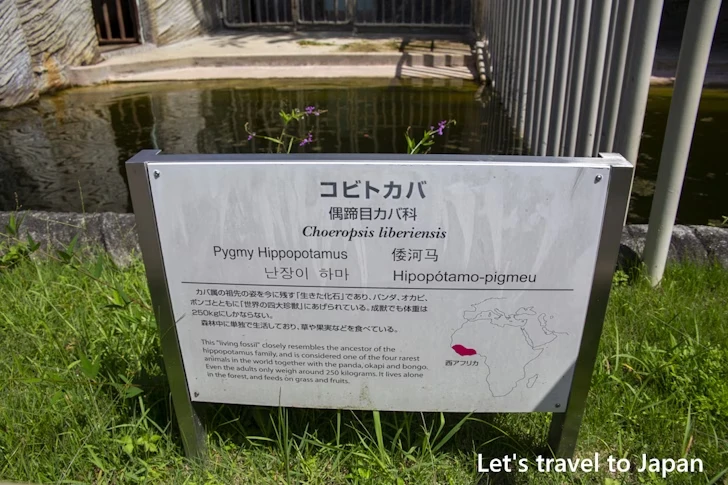 コビトカバ
偶蹄目カバ科
Choeropsis liberiensis
Pygmy Hippopotamus 倭河马
난장이 하마 Hipopótamo-pigmeu
カバ属の祖先の姿を今に残す「生きた化石」であり、パンダ、オカピ、
ボンゴとともに「世界の四大珍獣」にあげられている。成獣でも体重は
250kgにしかならない。
森林中に単独で生活しており、草や果実などを食べている。
This "living fossil" closely resembles the ancestor of the
hippopotamus family, and is considered one of the four rarest
animals in the world together with the panda, okapi and bongo.
Even the adults only weigh around 250 kilograms. It lives alone
in the forest, and feeds on grass and fruits.
西アフリカ
Let's travel to Japan